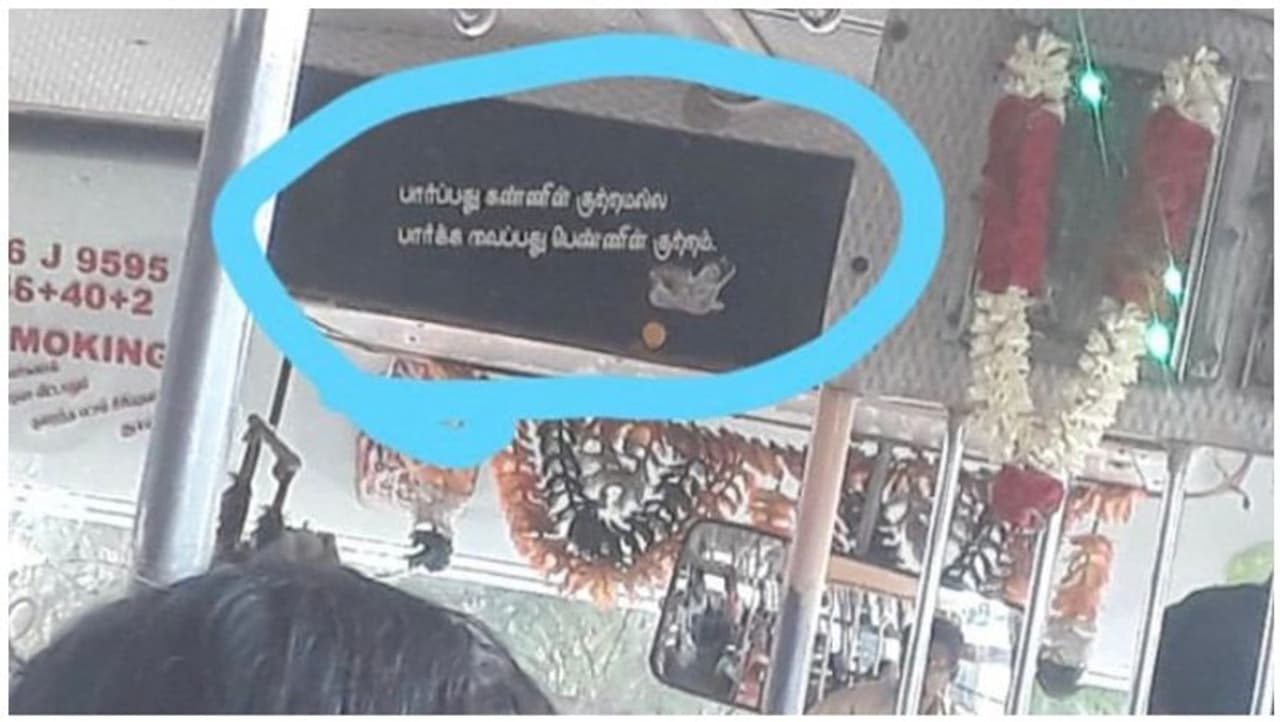 பார்ப்பது கண்ணின் குற்றமல்ல
பார்க்க வைப்பது பெண்ணின் குற்றம்.
6 J 9595
6+40+2
MOKING